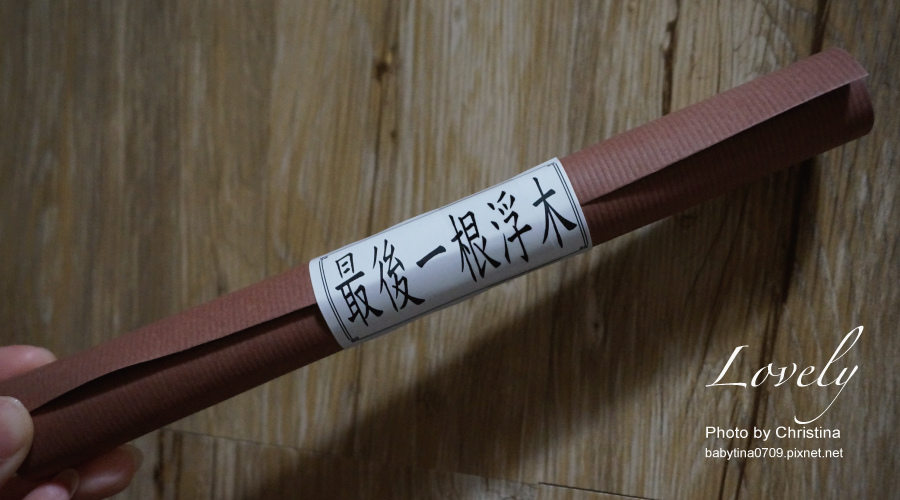 最後一根浮木
Lovely
Photo by Christina
babytina0709.pixnet.net